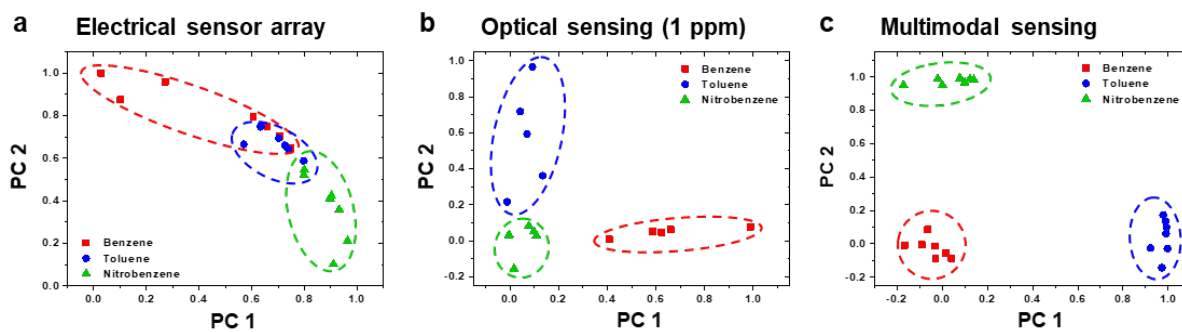 a Electrical sensor array
1.0
0.8
0.6
0.4
0.2
0.0
PC 2
Benzene
Toluene
Nitrobenzene
0.0 0.2 0.4 0.6 0.8 1.0
PC 1
b Optical sensing (1 ppm)
1.0
0.8
0.6
0.4
0.2
0.0
-0.2
PC 2
Benzene
Toluene
Nitrobenzene
0.0 0.2 0.4 0.6 0.8 1.0
PC 1
c Multimodal sensing
1.0
0.8
0.6
0.4
0.2
0.0
-0.2
PC 2
Benzene
Toluene
Nitrobenzene
-0.2 0.0 0.2 0.4 0.6 0.8 1.0
PC 1